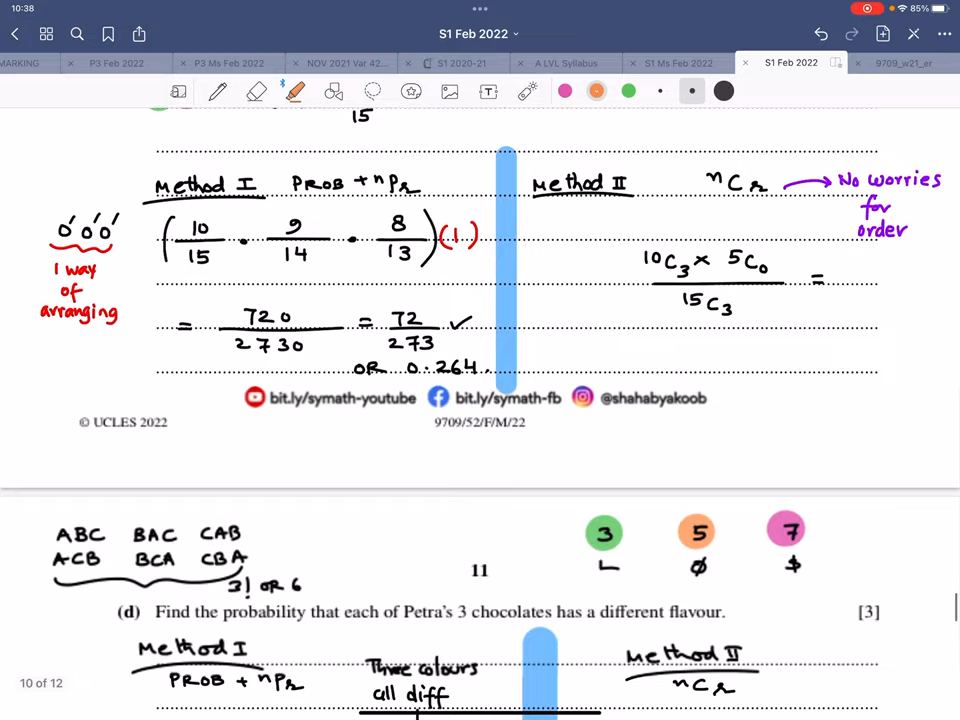 10:38
85%
S1 Feb 2022
MARKING
P3 Feb 2022
P3 Ms Feb 2022
NOV 2021 Var 42...
S1 2020-21
A LVL Syllabus
S1 Ms Feb 2022
S1 Feb 2022
9709_w21_er
15
Method I PROB + nPr
Method II nCr → No worries for order
O' O' O'
1 way
of
arranging
(10/15 · 9/14 · 8/13) (1)
10C3 × 5C0 / 15C3 =
= 720/2730 = 72/273 ✓
OR 0.264.
bit.ly/symath-youtube bit.ly/symath-fb @shahabyakoob
© UCLES 2022 9709/52/F/M/22
ABC BAC CAB
ACB BCA CBA
3! OR 6
3 5 7
L Ø $
11
(d) Find the probability that each of Petra's 3 chocolates has a different flavour. [3]
Method I
PROB + nPr
Three colours
all diff
Method II
nCr
10 of 12